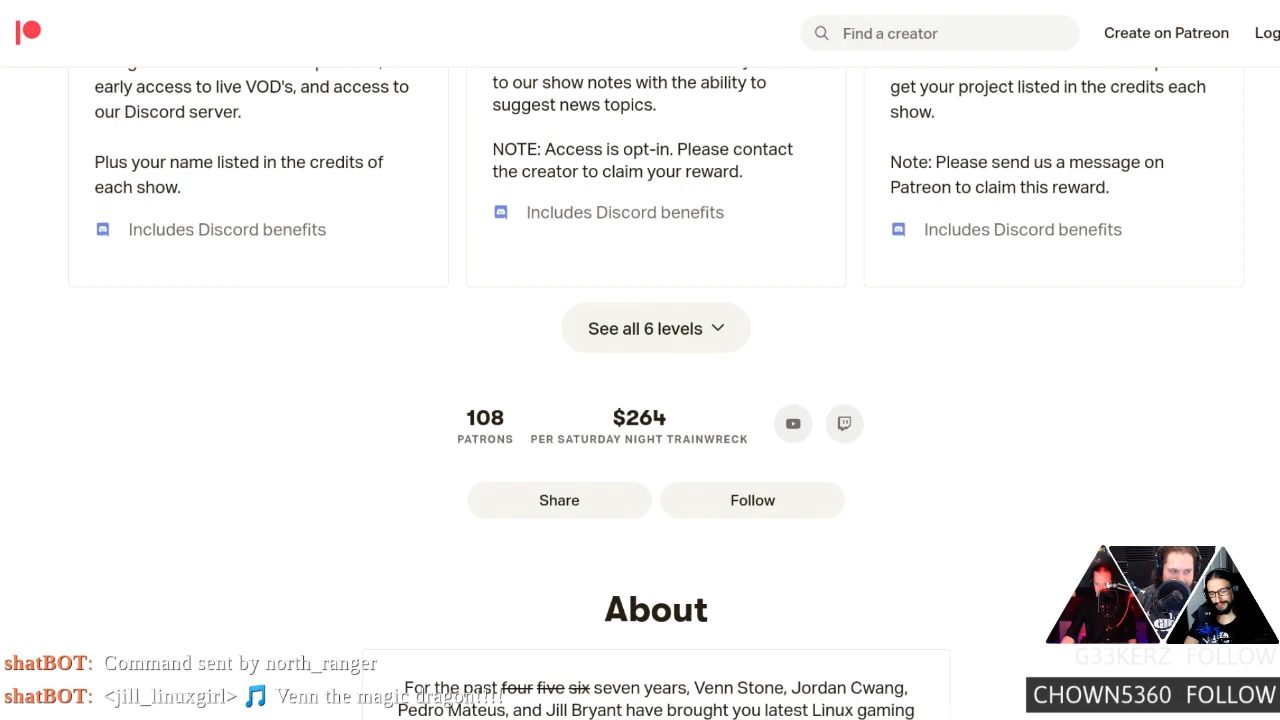 Find a creator
Create on Patreon
Log
early access to live VOD's, and access to
our Discord server.
Plus your name listed in the credits of
each show.
Includes Discord benefits
to our show notes with the ability to
suggest news topics.
NOTE: Access is opt-in. Please contact
the creator to claim your reward.
Includes Discord benefits
get your project listed in the credits each
show.
Note: Please send us a message on
Patreon to claim this reward.
Includes Discord benefits
See all 6 levels
108
PATRONS
$264
PER SATURDAY NIGHT TRAINWRECK
Share
Follow
About
For the past four five six seven years, Venn Stone, Jordan Cwang,
Pedro Mateus, and Jill Bryant have brought you latest Linux gaming
shatBOT: Command sent by north_ranger
shatBOT: <jill_linuxgirl> 🎵 Venn the magic dragon!!!!
G33KERZ FOLLOW
CHOWN5360 FOLLOW